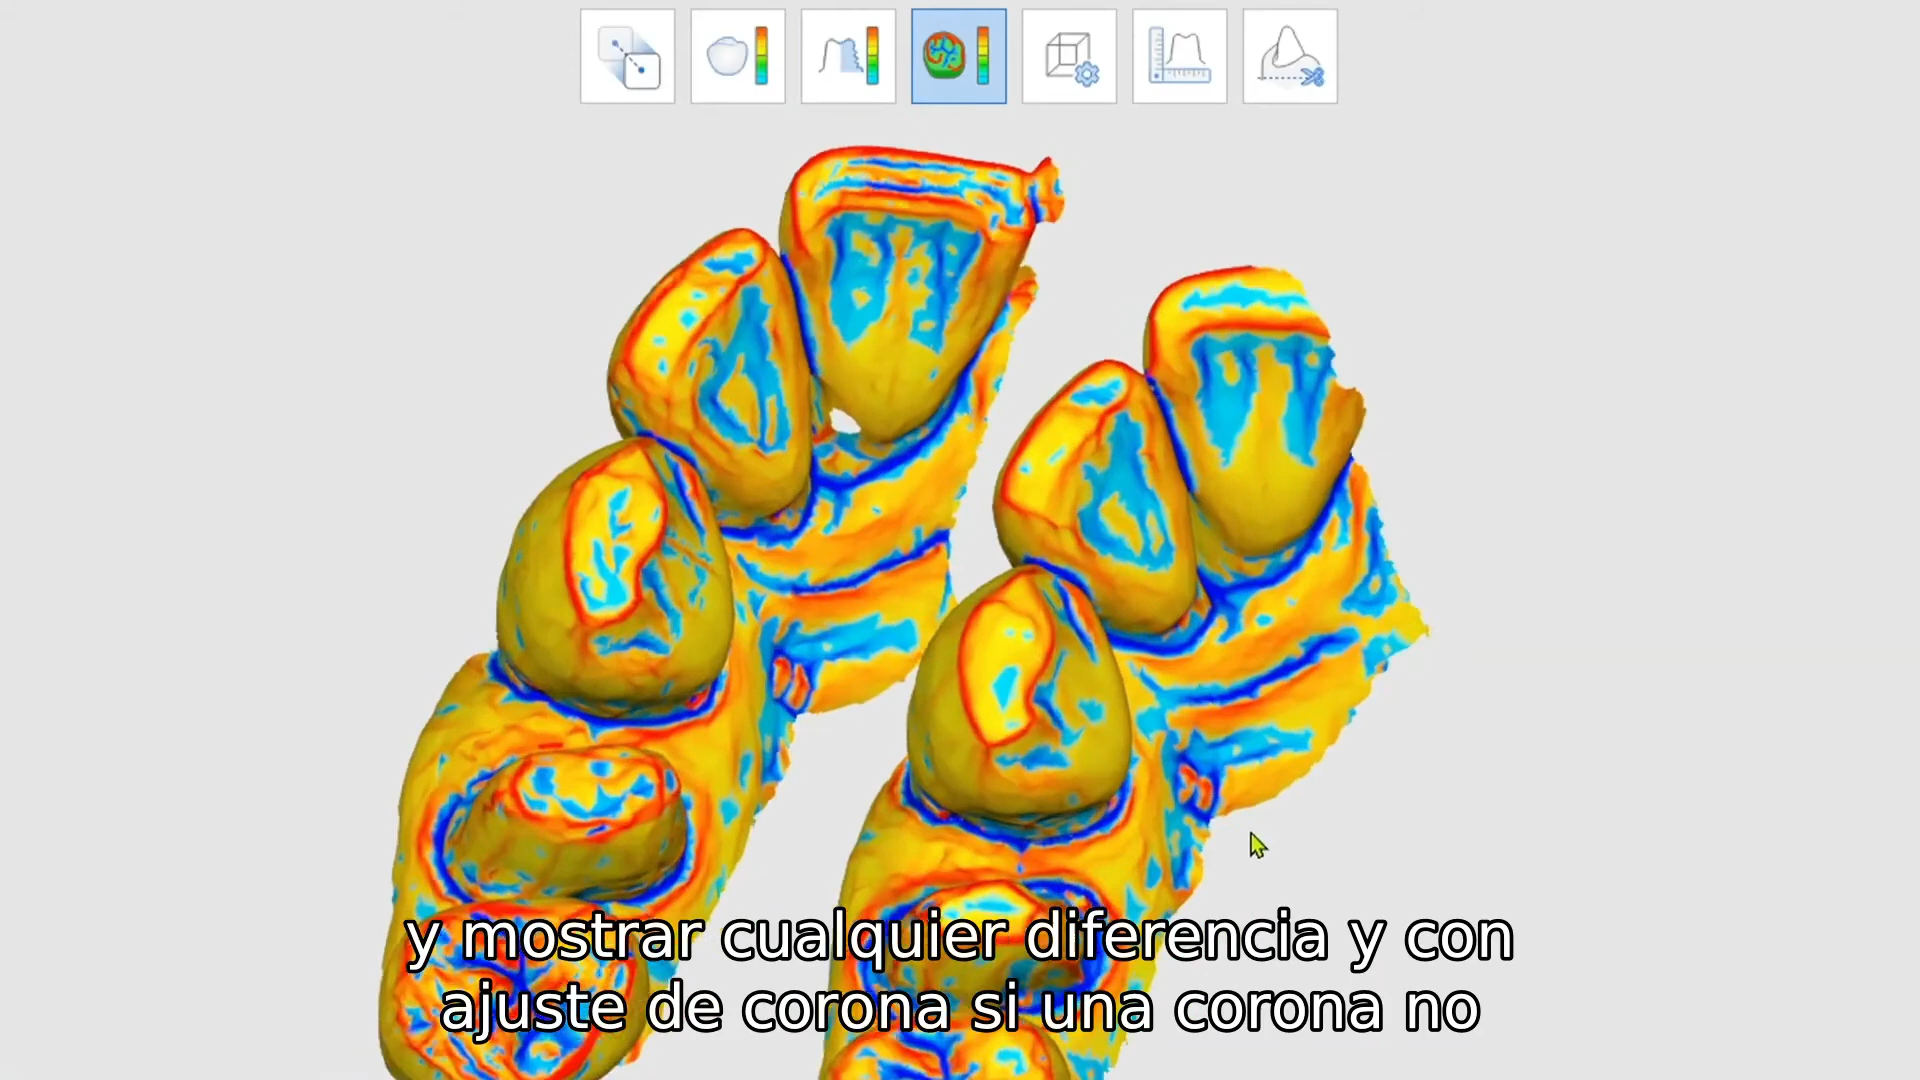 y mostrar cualquier diferencia y con
ajuste de corona si una corona no